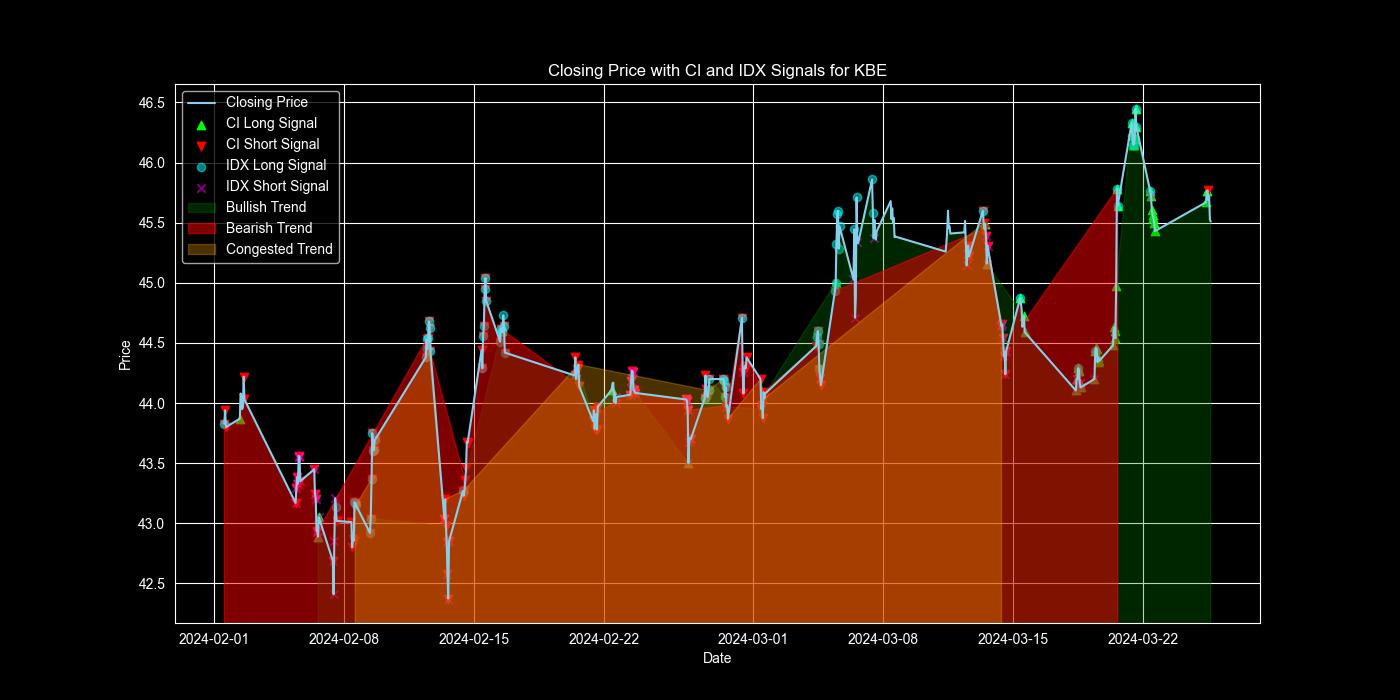 Closing Price with CI and IDX Signals for KBE
Closing Price
CI Long Signal
CI Short Signal
IDX Long Signal
IDX Short Signal
Bullish Trend
Bearish Trend
Congested Trend
46.5
46.0
45.5
45.0
44.5
44.0
43.5
43.0
42.5
Price
2024-02-01 2024-02-08 2024-02-15 2024-02-22 2024-03-01 2024-03-08 2024-03-15 2024-03-22
Date